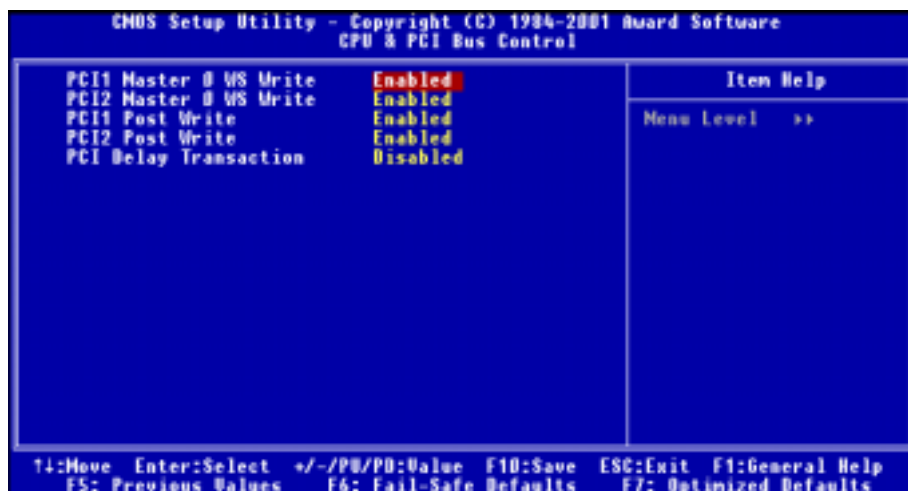 CMOS Setup Utility - Copyright (C) 1984-2001 Award Software
CPU & PCI Bus Control
PCI1 Master 0 WS Write Enabled
PCI2 Master 0 WS Write Enabled
PCI1 Post Write Enabled
PCI2 Post Write Enabled
PCI Delay Transaction Disabled
Item Help
Menu Level ▸▸
↑↓:Move Enter:Select +/-/PU/PD:Value F10:Save ESC:Exit F1:General Help
F5: Previous Values F6: Fail-Safe Defaults F7: Optimized Defaults